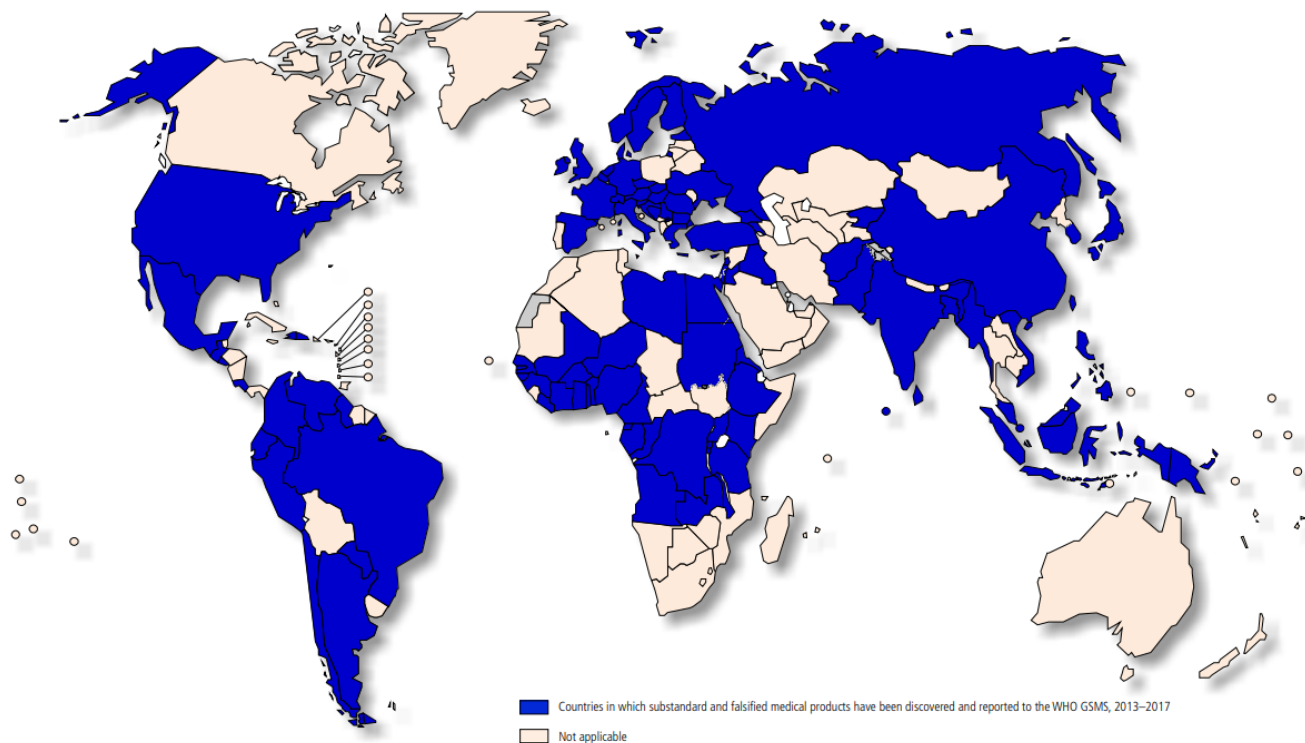 Countries in which substandard and falsified medical products have been discovered and reported to the WHO GSMS, 2013–2017
Not applicable